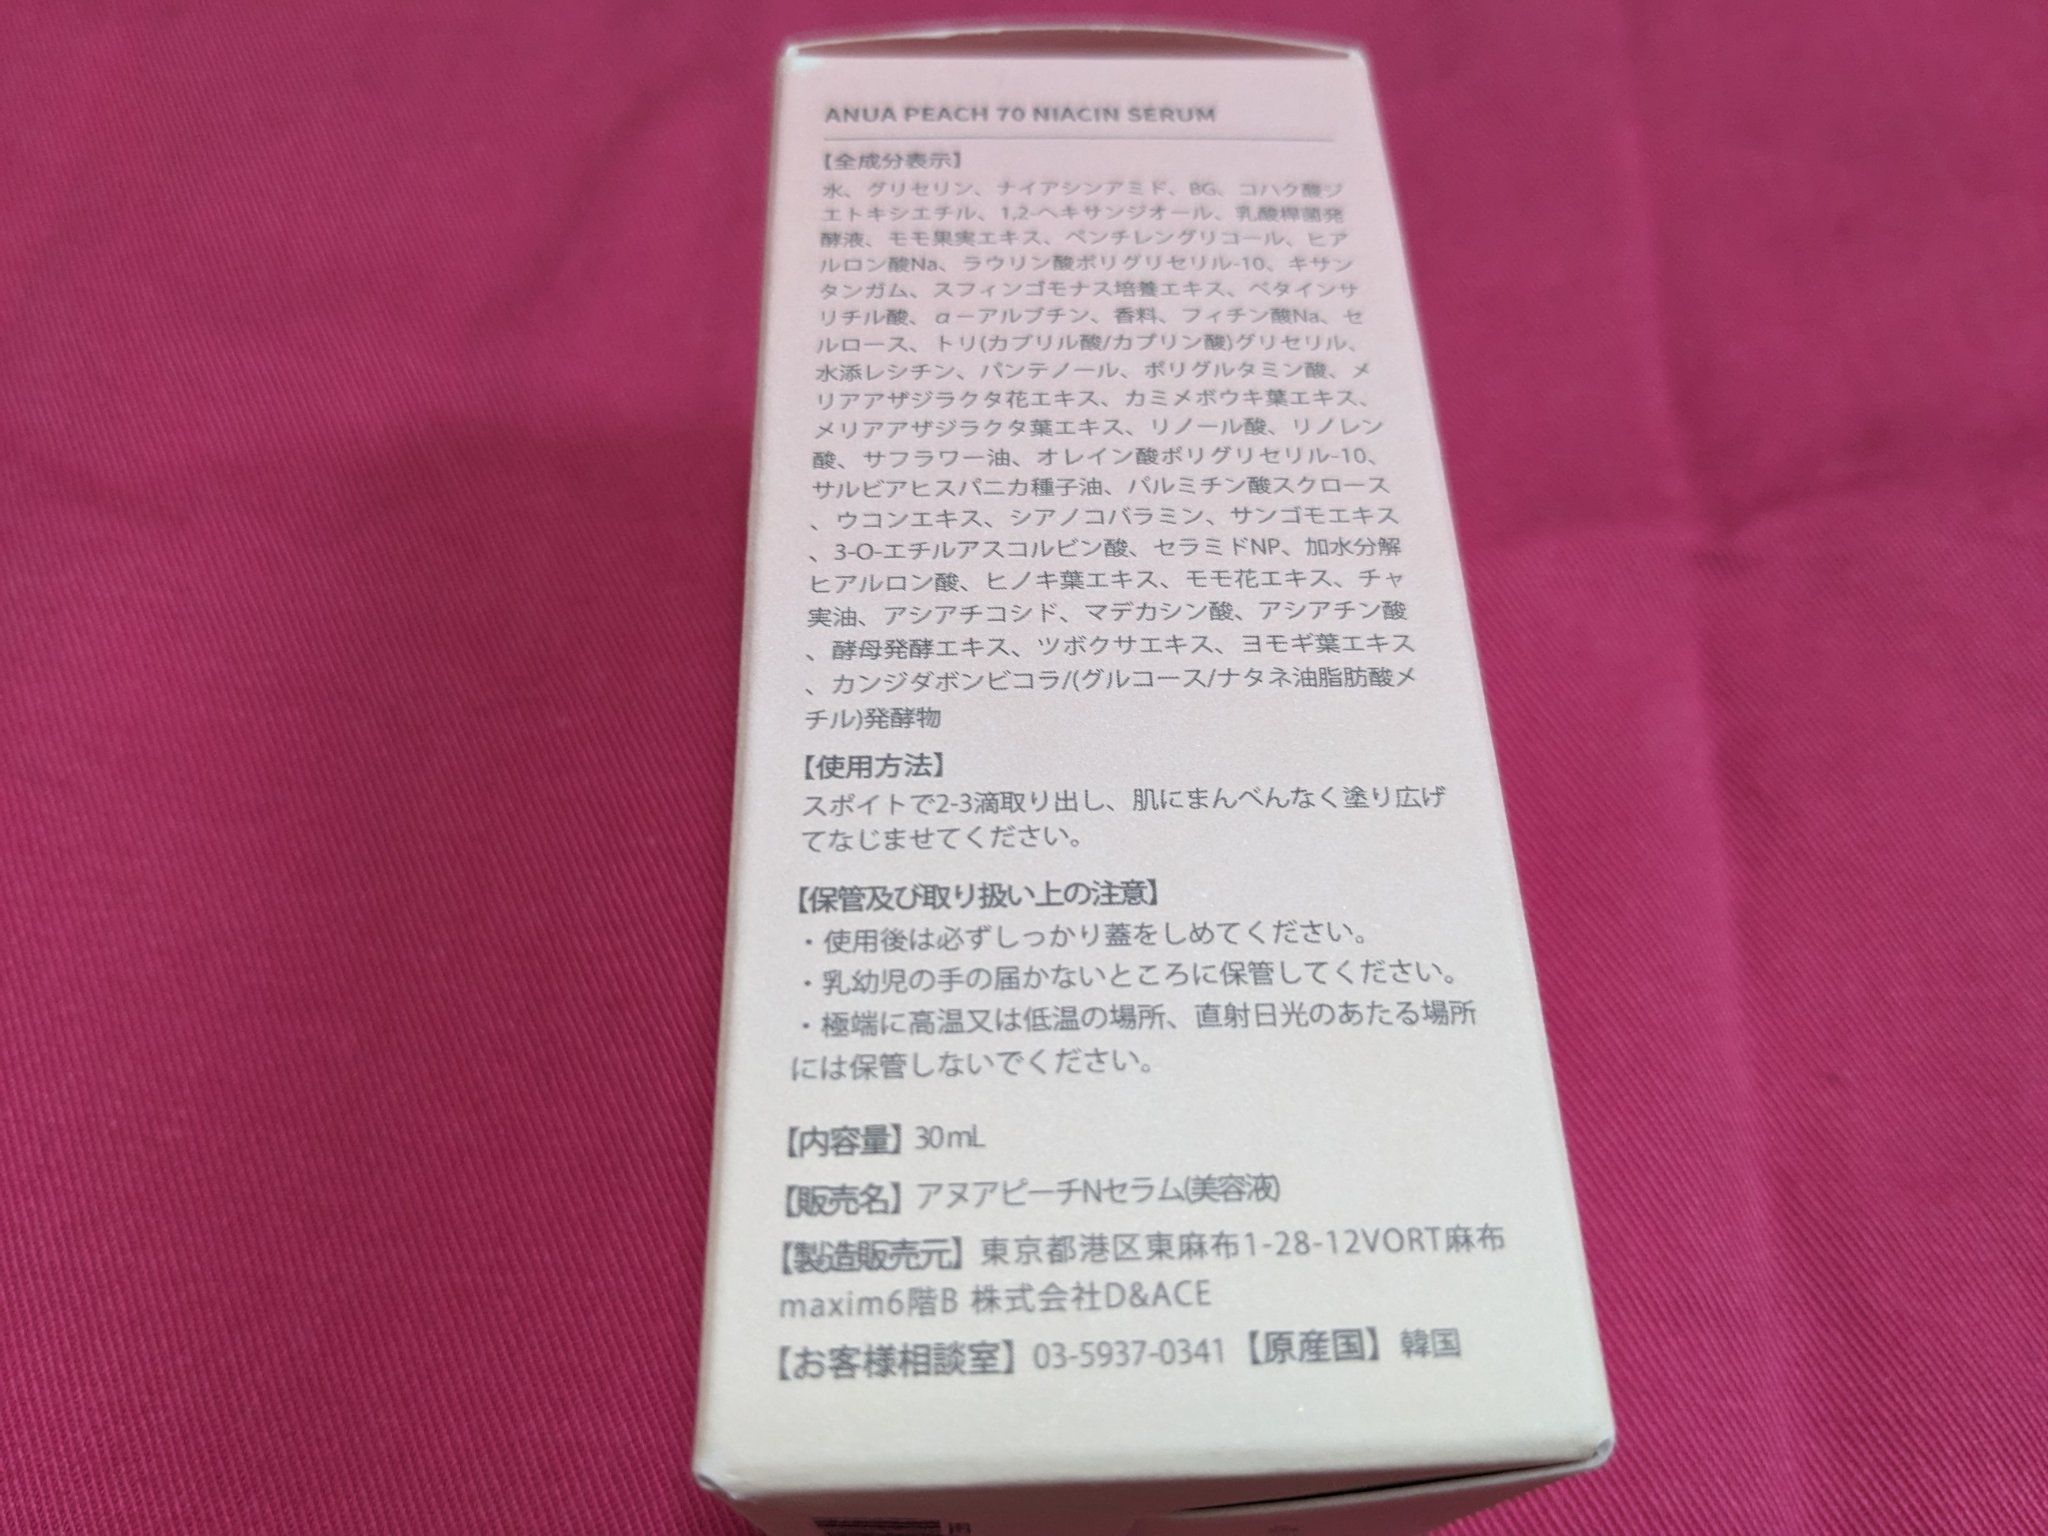 ANUA PEACH 70 NIACIN SERUM
【全成分表示】
水、グリセリン、ナイアシンアミド、BG、コハク酸ジ
エトキシエチル、1,2-ヘキサンジオール、乳酸桿菌発
酵液、モモ果実エキス、ペンチレングリコール、ヒア
ルロン酸Na、ラウリン酸ポリグリセリル-10、キサン
タンガム、スフィンゴモナス培養エキス、ベタインサ
リチル酸、α－アルブチン、香料、フィチン酸Na、セ
ルロース、トリ(カプリル酸/カプリン酸)グリセリル、
水添レシチン、パンテノール、ポリグルタミン酸、メ
リアアザジラクタ花エキス、カミメボウキ葉エキス、
メリアアザジラクタ葉エキス、リノール酸、リノレン
酸、サフラワー油、オレイン酸ポリグリセリル-10、
サルビアヒスパニカ種子油、パルミチン酸スクロース
、ウコンエキス、シアノコバラミン、サンゴモエキス
、3-O-エチルアスコルビン酸、セラミドNP、加水分解
ヒアルロン酸、ヒノキ葉エキス、モモ花エキス、チャ
実油、アシアチコシド、マデカシン酸、アシアチン酸
、酵母発酵エキス、ツボクサエキス、ヨモギ葉エキス
、カンジダボンビコラ/(グルコース/ナタネ油脂肪酸メ
チル)発酵物
【使用方法】
スポイトで2-3滴取り出し、肌にまんべんなく塗り広げ
てなじませてください。
【保管及び取り扱い上の注意】
・使用後は必ずしっかり蓋をしめてください。
・乳幼児の手の届かないところに保管してください。
・極端に高温又は低温の場所、直射日光のあたる場所
には保管しないでください。
【内容量】30mL
【販売名】アヌアピーチNセラム(美容液)
【製造販売元】東京都港区東麻布1-28-12VORT麻布
maxim6階B 株式会社D&ACE
【お客様相談室】03-5937-0341【原産国】韓国